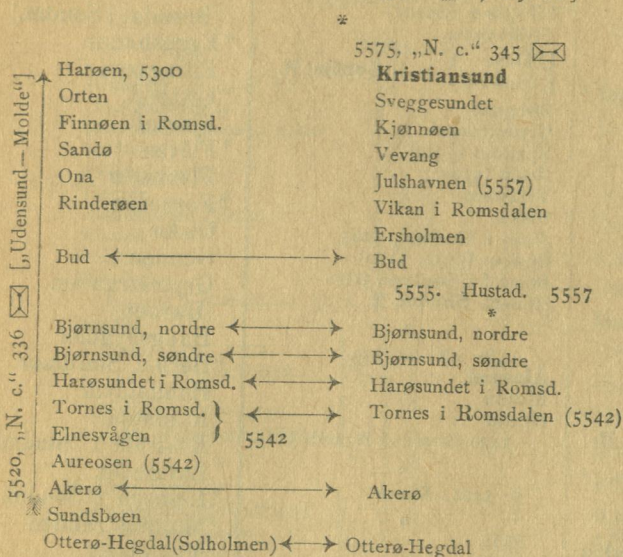 5520, „N. c.“ 336 [„Udensund—Molde“]
Harøen, 5300
Orten
Finnøen i Romsd.
Sandø
Ona
Rinderøen
Bud
Bjørnsund, nordre
Bjørnsund, søndre
Harøsundet i Romsd.
Tornes i Romsd. }
Elnesvågen } 5542
Aureosen (5542)
Akerø
Sundsbøen
Otterø-Hegdal(Solholmen)
*
5575, „N. c.“ 345
Kristiansund
Sveggesundet
Kjønnøen
Vevang
Julshavnen (5557)
Vikan i Romsdalen
Ersholmen
Bud
5555. Hustad. 5557
*
Bjørnsund, nordre
Bjørnsund, søndre
Harøsundet i Romsd.
Tornes i Romsdalen (5542)
Akerø
Otterø-Hegdal